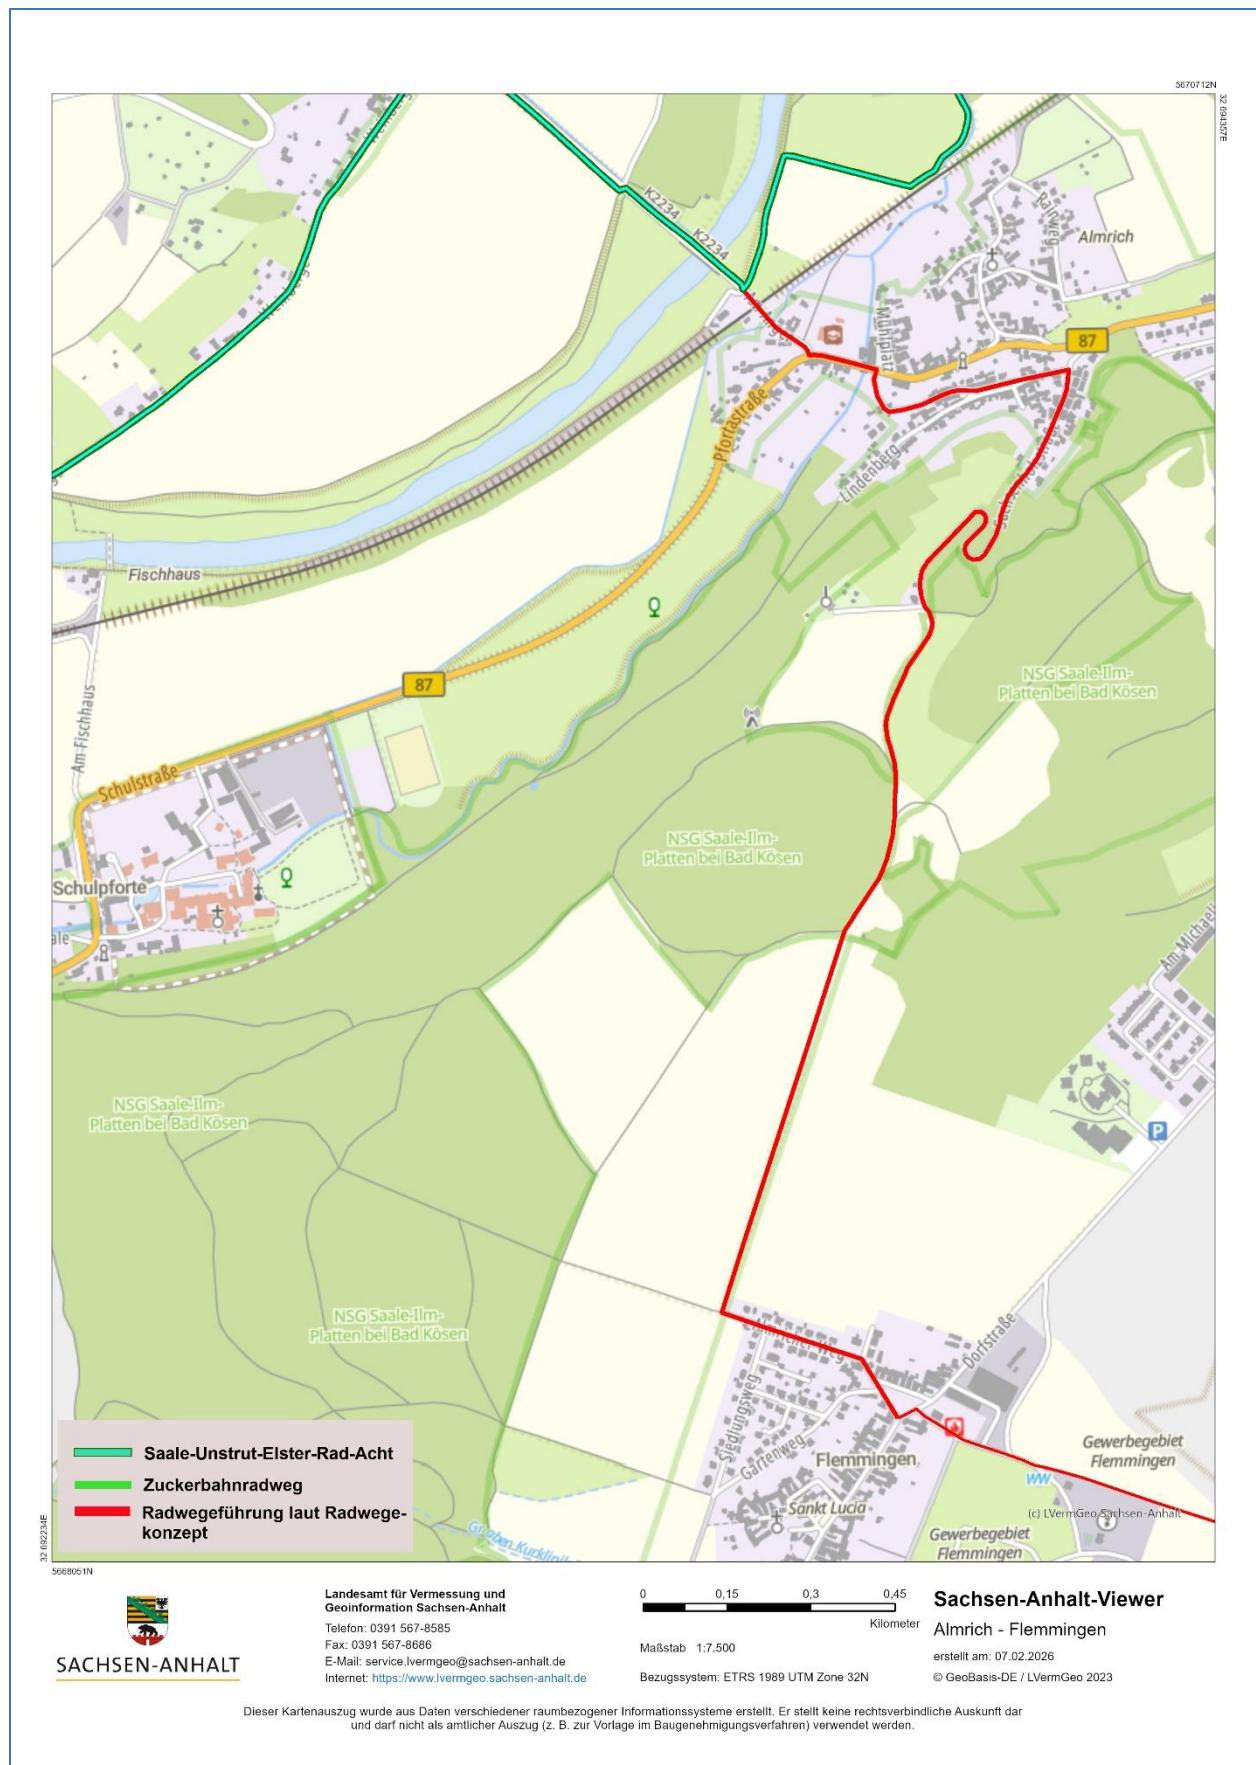 5670712N
32 694357E
Weinberge
Weinberge
K2234
K2234
Rainweg
Almrich
Mühlplatz
87
Pfortastraße
Lindenberg
Fischhaus
NSG Saale-Ilm-
Platten bei Bad Kösen
87
Am Fischhaus
Schulstraße
NSG Saale-Ilm-
Platten bei Bad Kösen
Schulpforte
Am Michaeli
NSG Saale-Ilm-
Platten bei Bad Kösen
P
NSG Saale-Ilm-
Platten bei Bad Kösen
Almricher Weg
Dorfstraße
Siedlungsweg
Gartenweg
Flemmingen
Gewerbegebiet
Flemmingen
WW
Sankt Lucia
(c) LVermGeo Sachsen-Anhalt
Gewerbegebiet
Flemmingen
Saale-Unstrut-Elster-Rad-Acht
Zuckerbahnradweg
Radwegeführung laut Radwege-
konzept
32 692234E
5668051N
SACHSEN-ANHALT
Landesamt für Vermessung und
Geoinformation Sachsen-Anhalt
Telefon: 0391 567-8585
Fax: 0391 567-8686
E-Mail: service.lvermgeo@sachsen-anhalt.de
Internet: https://www.lvermgeo.sachsen-anhalt.de
0 0,15 0,3 0,45
Kilometer
Maßstab 1:7.500
Bezugssystem: ETRS 1989 UTM Zone 32N
Sachsen-Anhalt-Viewer
Almrich - Flemmingen
erstellt am: 07.02.2026
© GeoBasis-DE / LVermGeo 2023
Dieser Kartenauszug wurde aus Daten verschiedener raumbezogener Informationssysteme erstellt. Er stellt keine rechtsverbindliche Auskunft dar
und darf nicht als amtlicher Auszug (z. B. zur Vorlage im Baugenehmigungsverfahren) verwendet werden.